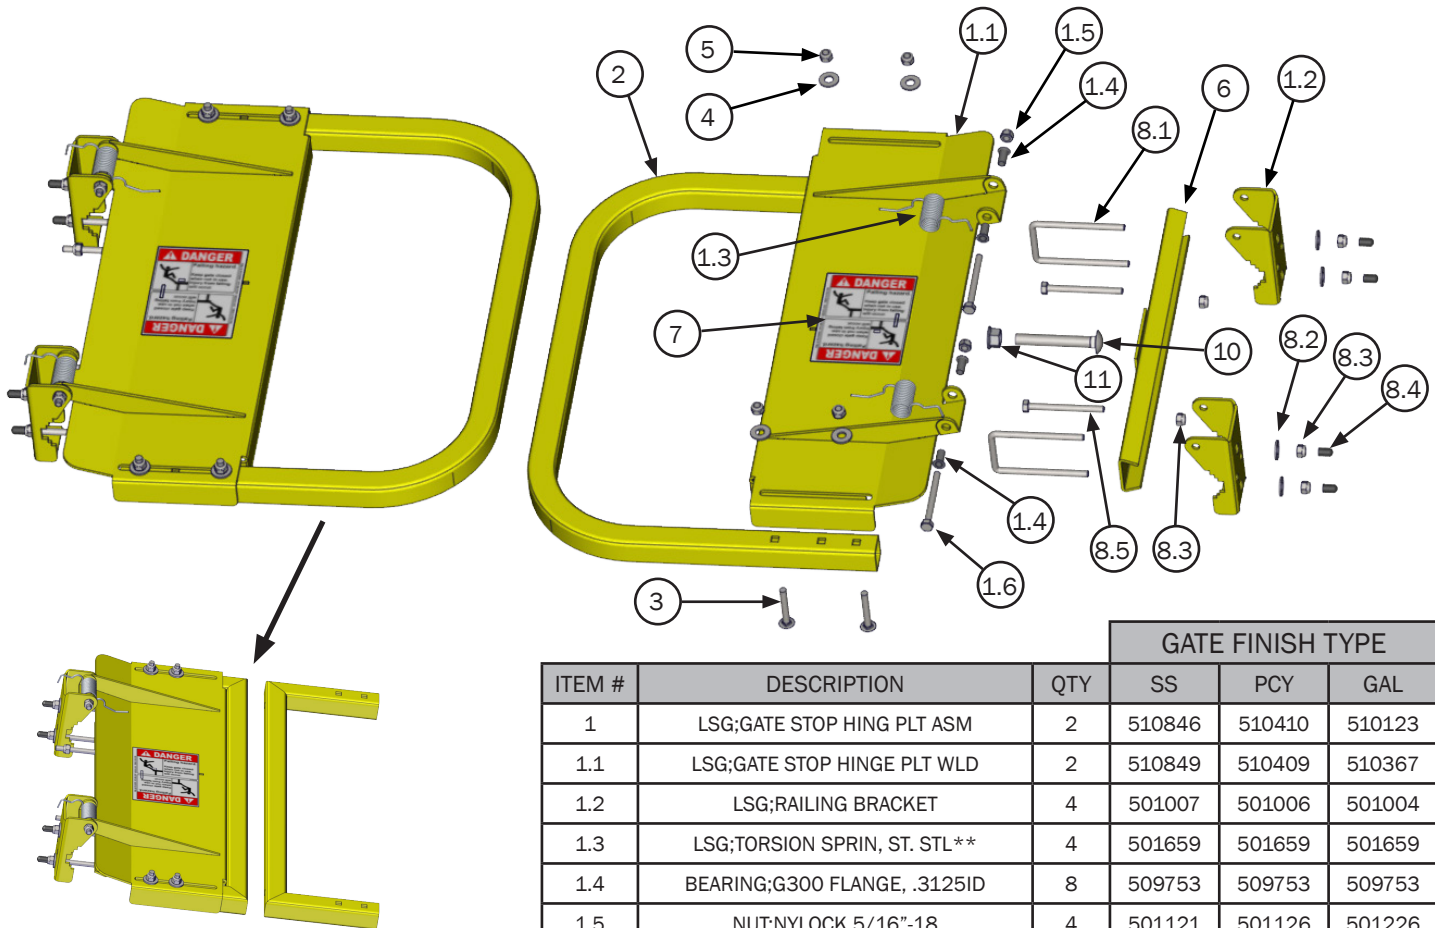 5
4
2
1.1
1.5
1.4
8.1
6
1.2
1.3
7
10
11
8.2
8.3
8.4
1.4
8.5
8.3
1.6
3
DANGER
Falling hazard
DANGER
DANGER
Falling hazard
DANGER
DANGER
DANGER
GATE FINISH TYPE
ITEM # DESCRIPTION QTY SS PCY GAL
1 LSG;GATE STOP HING PLT ASM 2 510846 510410 510123
1.1 LSG;GATE STOP HINGE PLT WLD 2 510849 510409 510367
1.2 LSG;RAILING BRACKET 4 501007 501006 501004
1.3 LSG;TORSION SPRIN, ST. STL** 4 501659 501659 501659
1.4 BEARING;G300 FLANGE, .3125ID 8 509753 509753 509753
1.5 NUT;NYLOCK 5/16"-18 4 501121 501126 501226